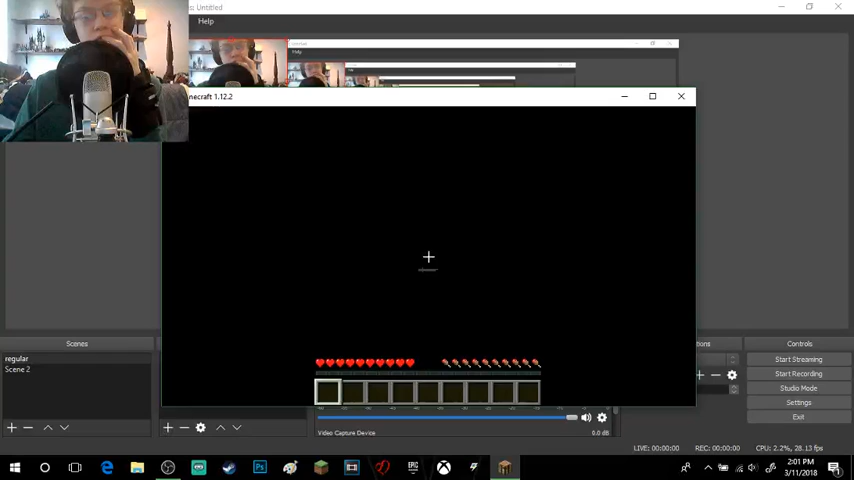 : Untitled
Help
necraft 1.12.2
Scenes
regular
Scene 2
Video Capture Device
0.0 dB
Controls
Start Streaming
Start Recording
Studio Mode
Settings
Exit
LIVE: 00:00:00
REC: 00:00:00
CPU: 2.2%, 28.13 fps
EPIC
2:01 PM
3/11/2018